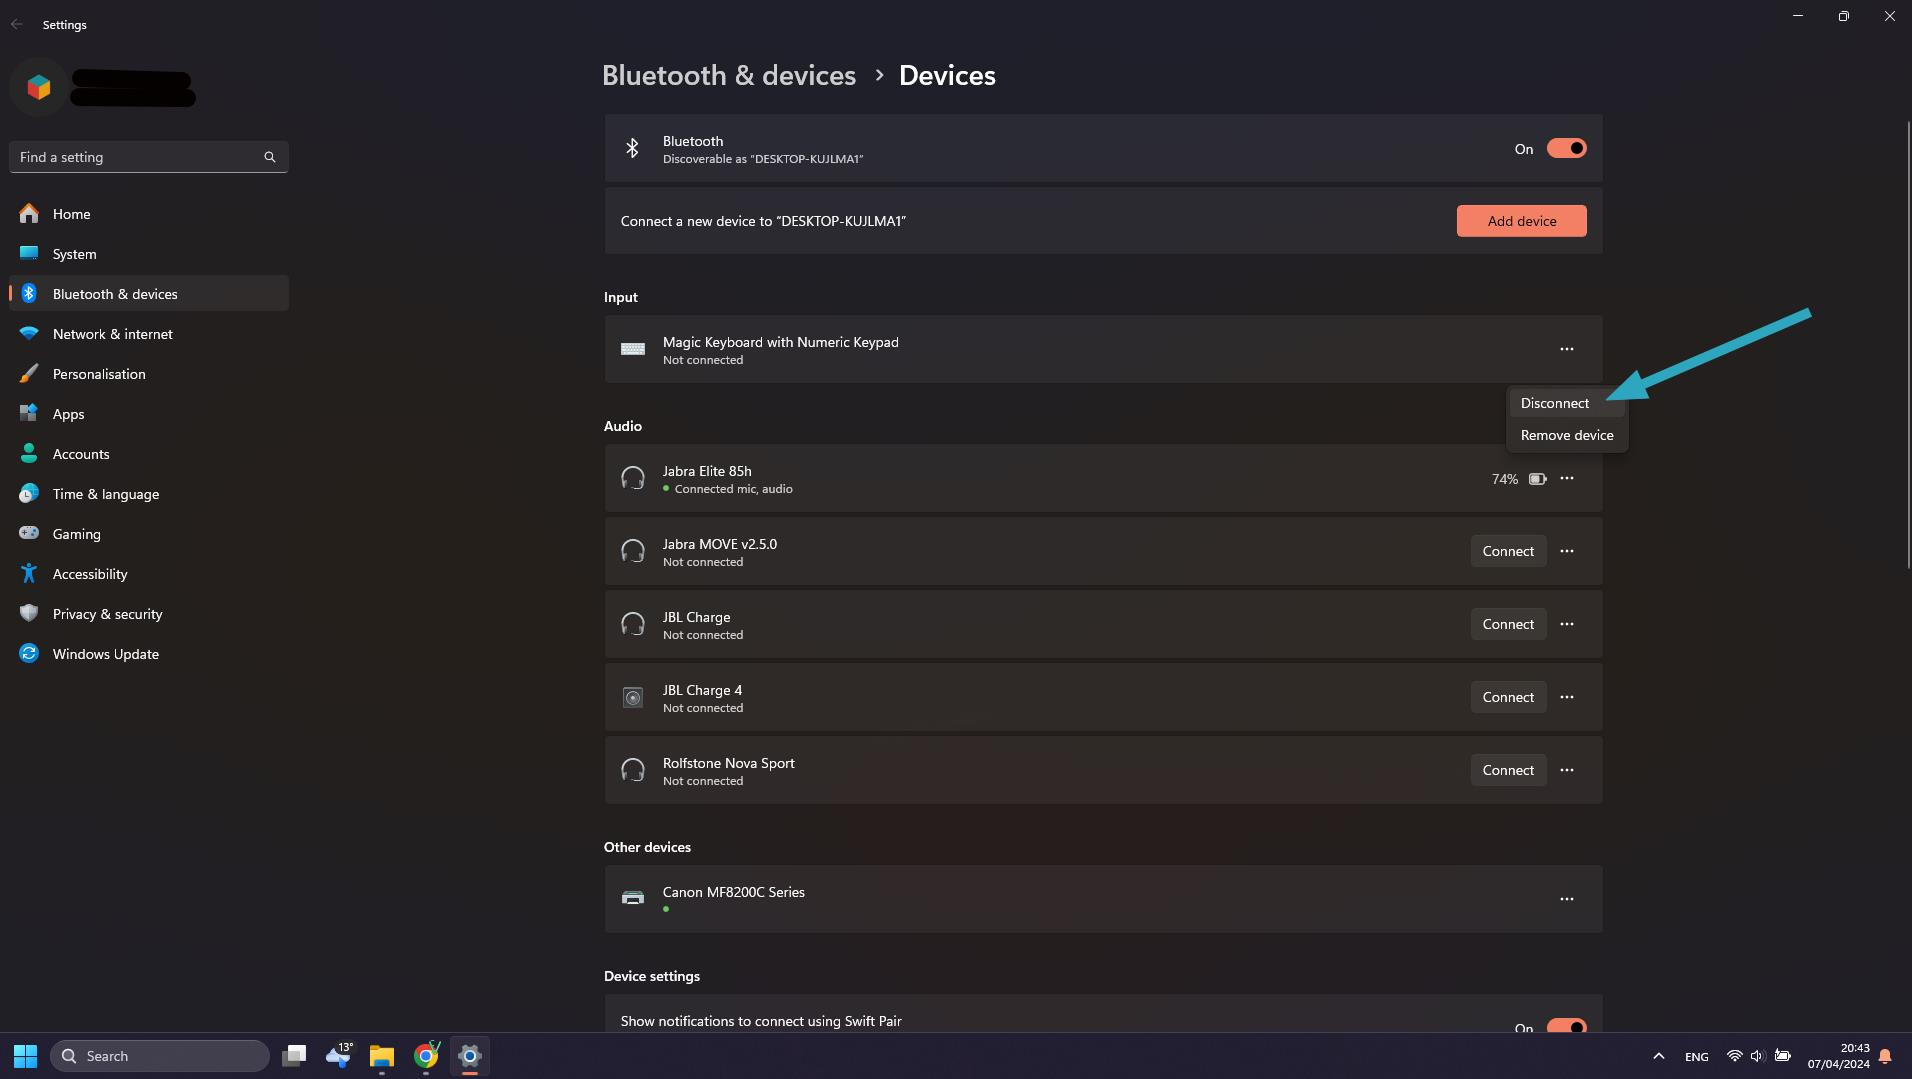 Settings
Find a setting
Home
System
Bluetooth & devices
Network & internet
Personalisation
Apps
Accounts
Time & language
Gaming
Accessibility
Privacy & security
Windows Update
Bluetooth & devices › Devices
Bluetooth
Discoverable as “DESKTOP-KUJLMA1”
On
Connect a new device to “DESKTOP-KUJLMA1”
Add device
Input
Magic Keyboard with Numeric Keypad
Not connected
Disconnect
Remove device
Audio
Jabra Elite 85h
Connected mic, audio
74%
Jabra MOVE v2.5.0
Not connected
Connect
JBL Charge
Not connected
Connect
JBL Charge 4
Not connected
Connect
Rolfstone Nova Sport
Not connected
Connect
Other devices
Canon MF8200C Series
Device settings
Show notifications to connect using Swift Pair
On
Search
13°
ENG
20:43
07/04/2024